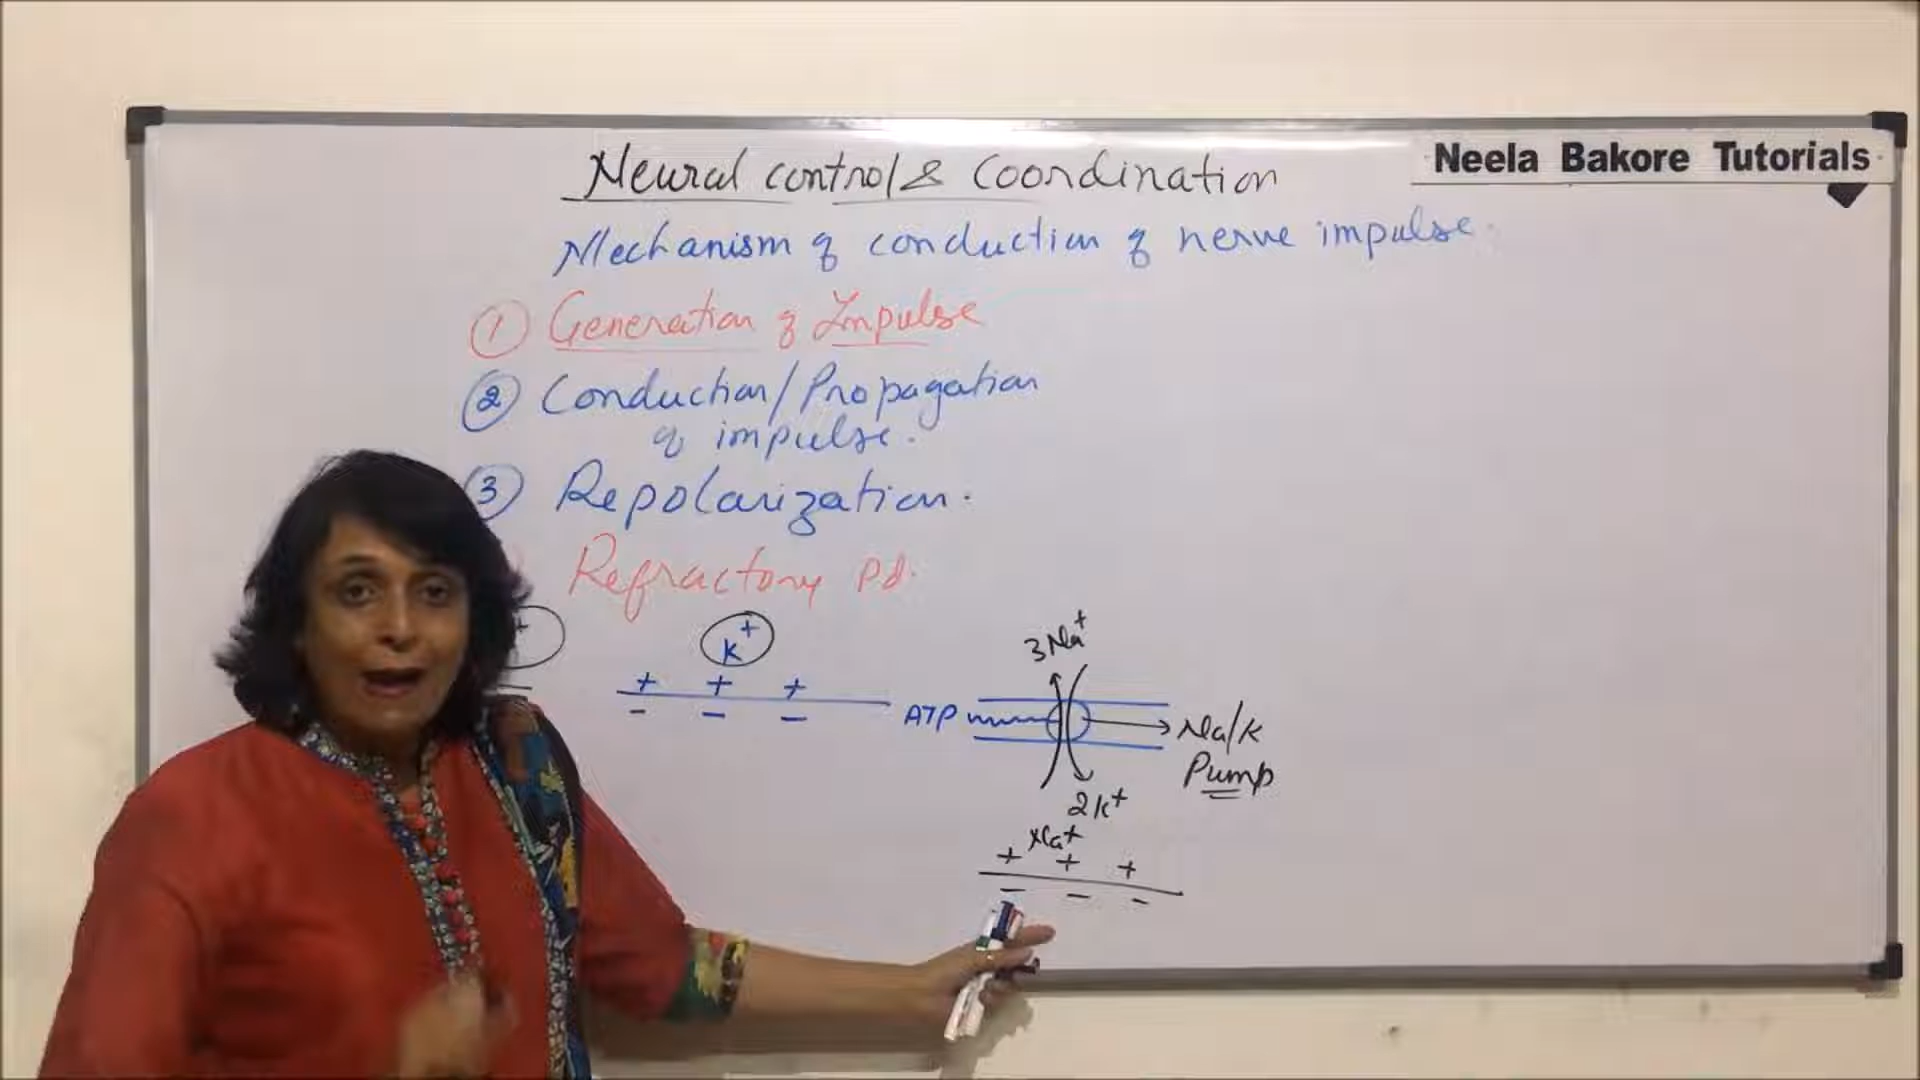 Neela Bakore Tutorials
Neural control & Coordination
Mechanism of conduction of nerve impulse.
① Generation of Impulse
② Conduction/Propagation
of impulse.
③ Repolarization.
Refractory Pd.
+
K+
+ + +
- - -
3Na+
ATP
Na/K
Pump
2K+
Na+
+ + +
- - -